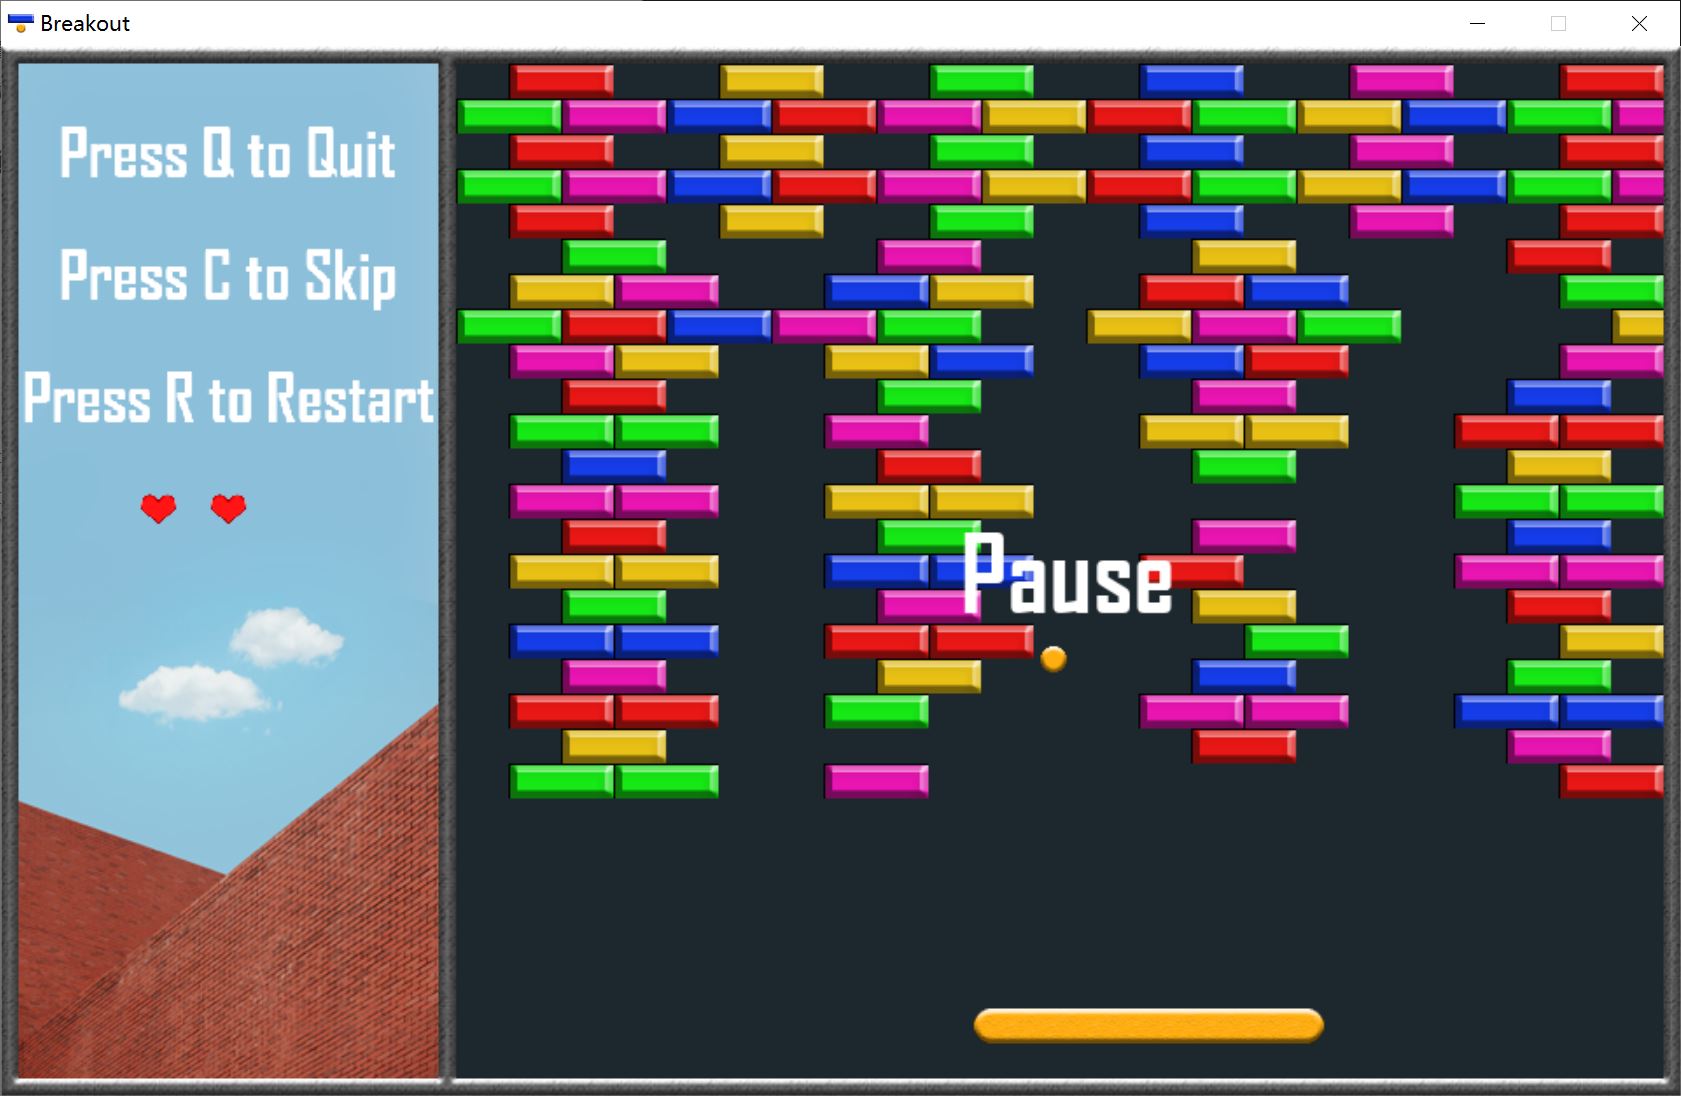 Breakout
Press Q to Quit
Press C to Skip
Press R to Restart
Pause